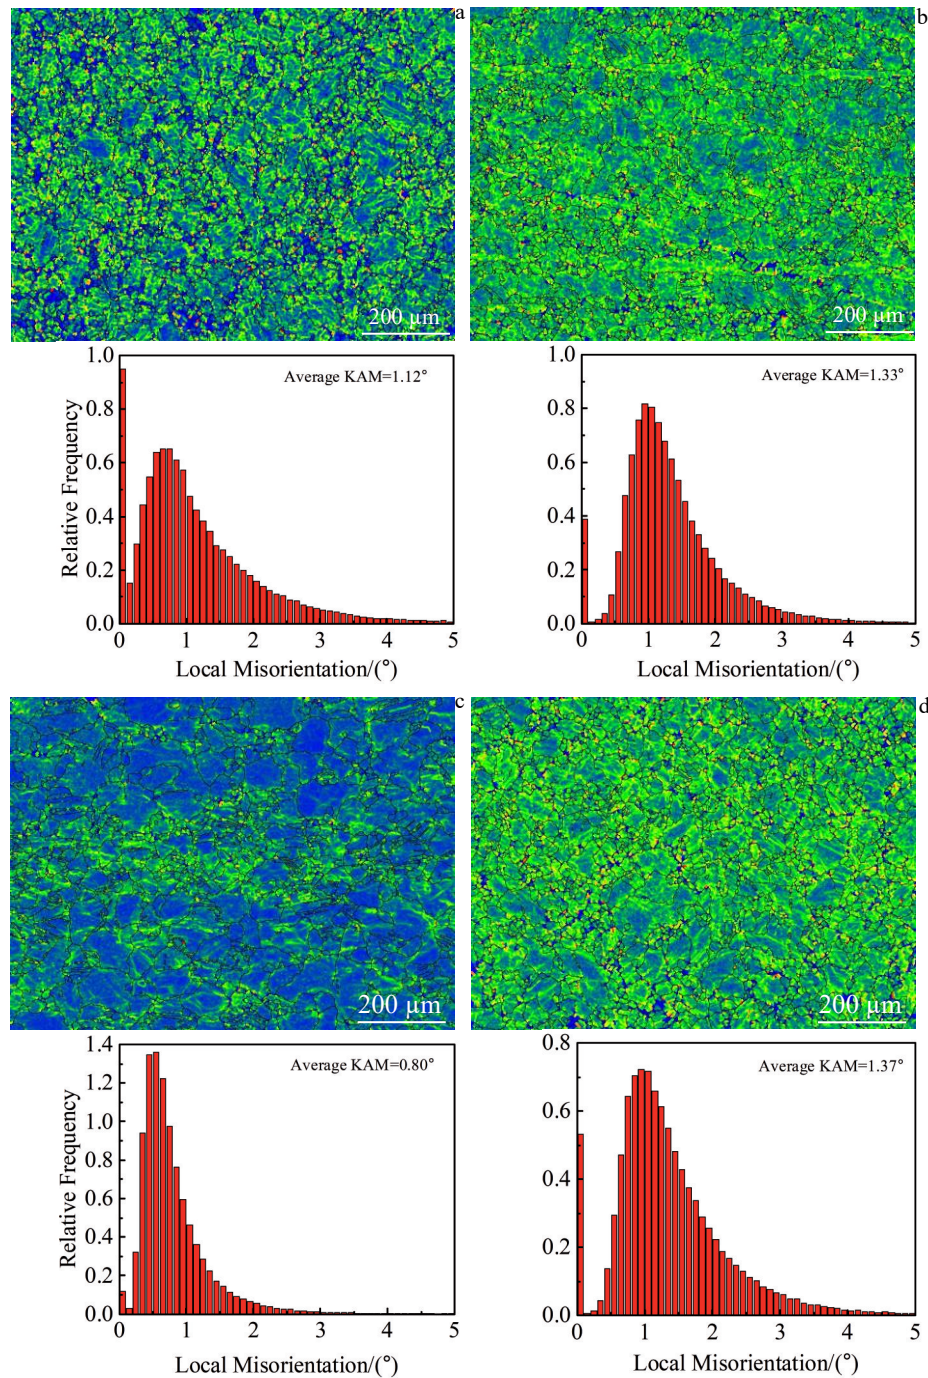 a
b
200 µm
200 µm
1.0
0.8
0.6
0.4
0.2
0.0
Relative Frequency
Average KAM=1.12°
0 1 2 3 4 5
Local Misorientation/(°)
1.0
0.8
0.6
0.4
0.2
0.0
Average KAM=1.33°
0 1 2 3 4 5
Local Misorientation/(°)
c
d
200 µm
200 µm
1.4
1.2
1.0
0.8
0.6
0.4
0.2
0.0
Relative Frequency
Average KAM=0.80°
0 1 2 3 4 5
Local Misorientation/(°)
0.8
0.6
0.4
0.2
0.0
Average KAM=1.37°
0 1 2 3 4 5
Local Misorientation/(°)